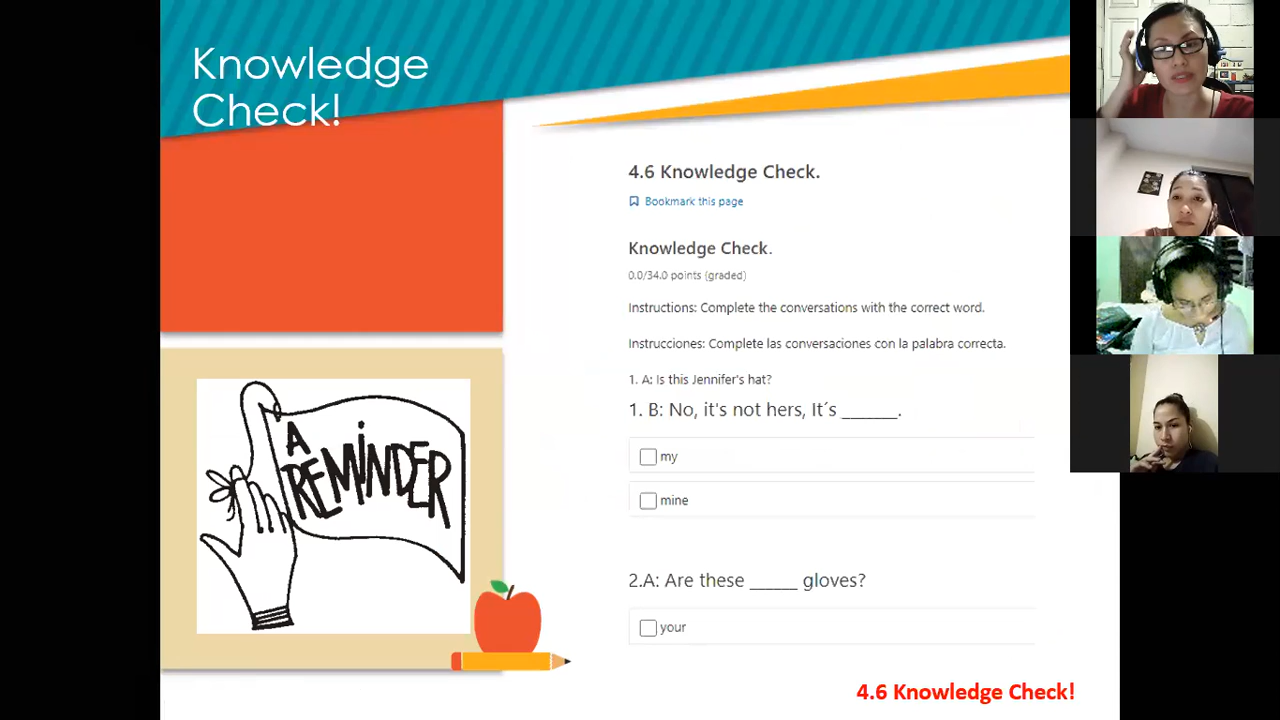 Knowledge
Check!
4.6 Knowledge Check.
Bookmark this page
Knowledge Check.
0.0/34.0 points (graded)
Instructions: Complete the conversations with the correct word.
Instrucciones: Complete las conversaciones con la palabra correcta.
1. A: Is this Jennifer's hat?
1. B: No, it's not hers, It´s ______.
my
mine
2.A: Are these _____ gloves?
your
A
REMINDER
4.6 Knowledge Check!